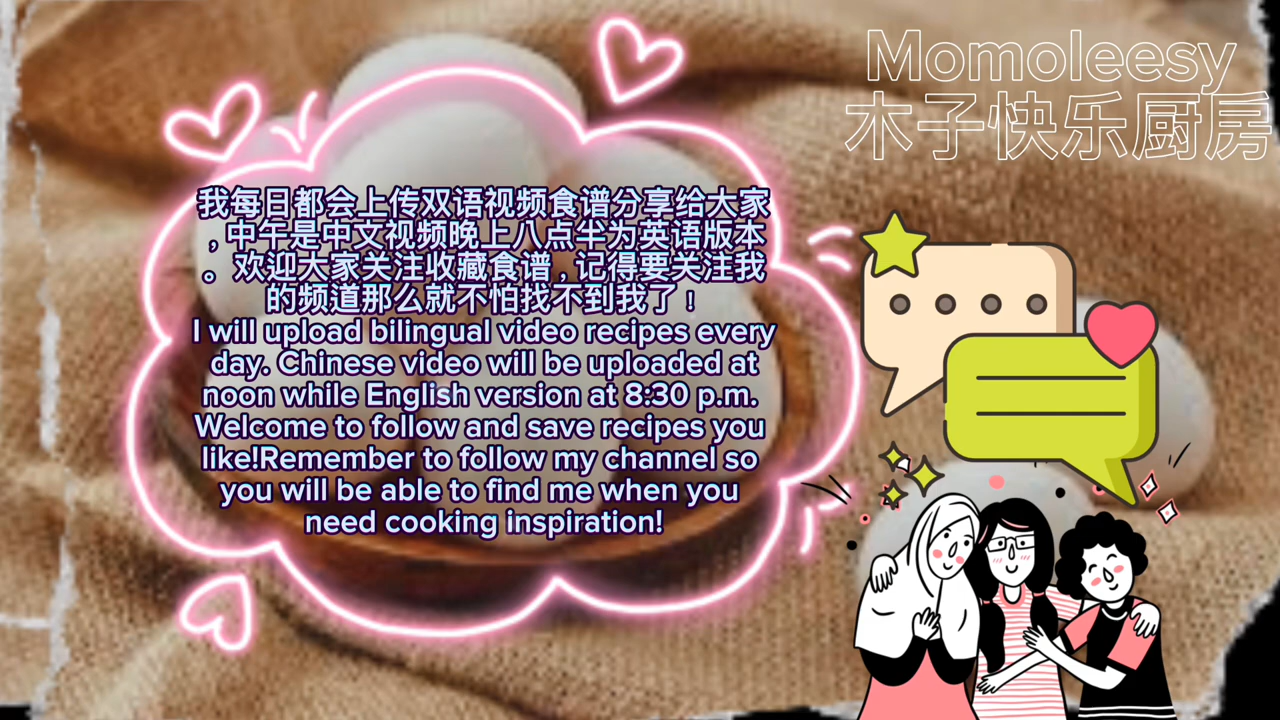 Momoleesy
木子快乐厨房
我每日都会上传双语视频食谱分享给大家
,中午是中文视频晚上八点半为英语版本
。欢迎大家关注收藏食谱,记得要关注我
的频道那么就不怕找不到我了!
I will upload bilingual video recipes every
day. Chinese video will be uploaded at
noon while English version at 8:30 p.m.
Welcome to follow and save recipes you
like!Remember to follow my channel so
you will be able to find me when you
need cooking inspiration!